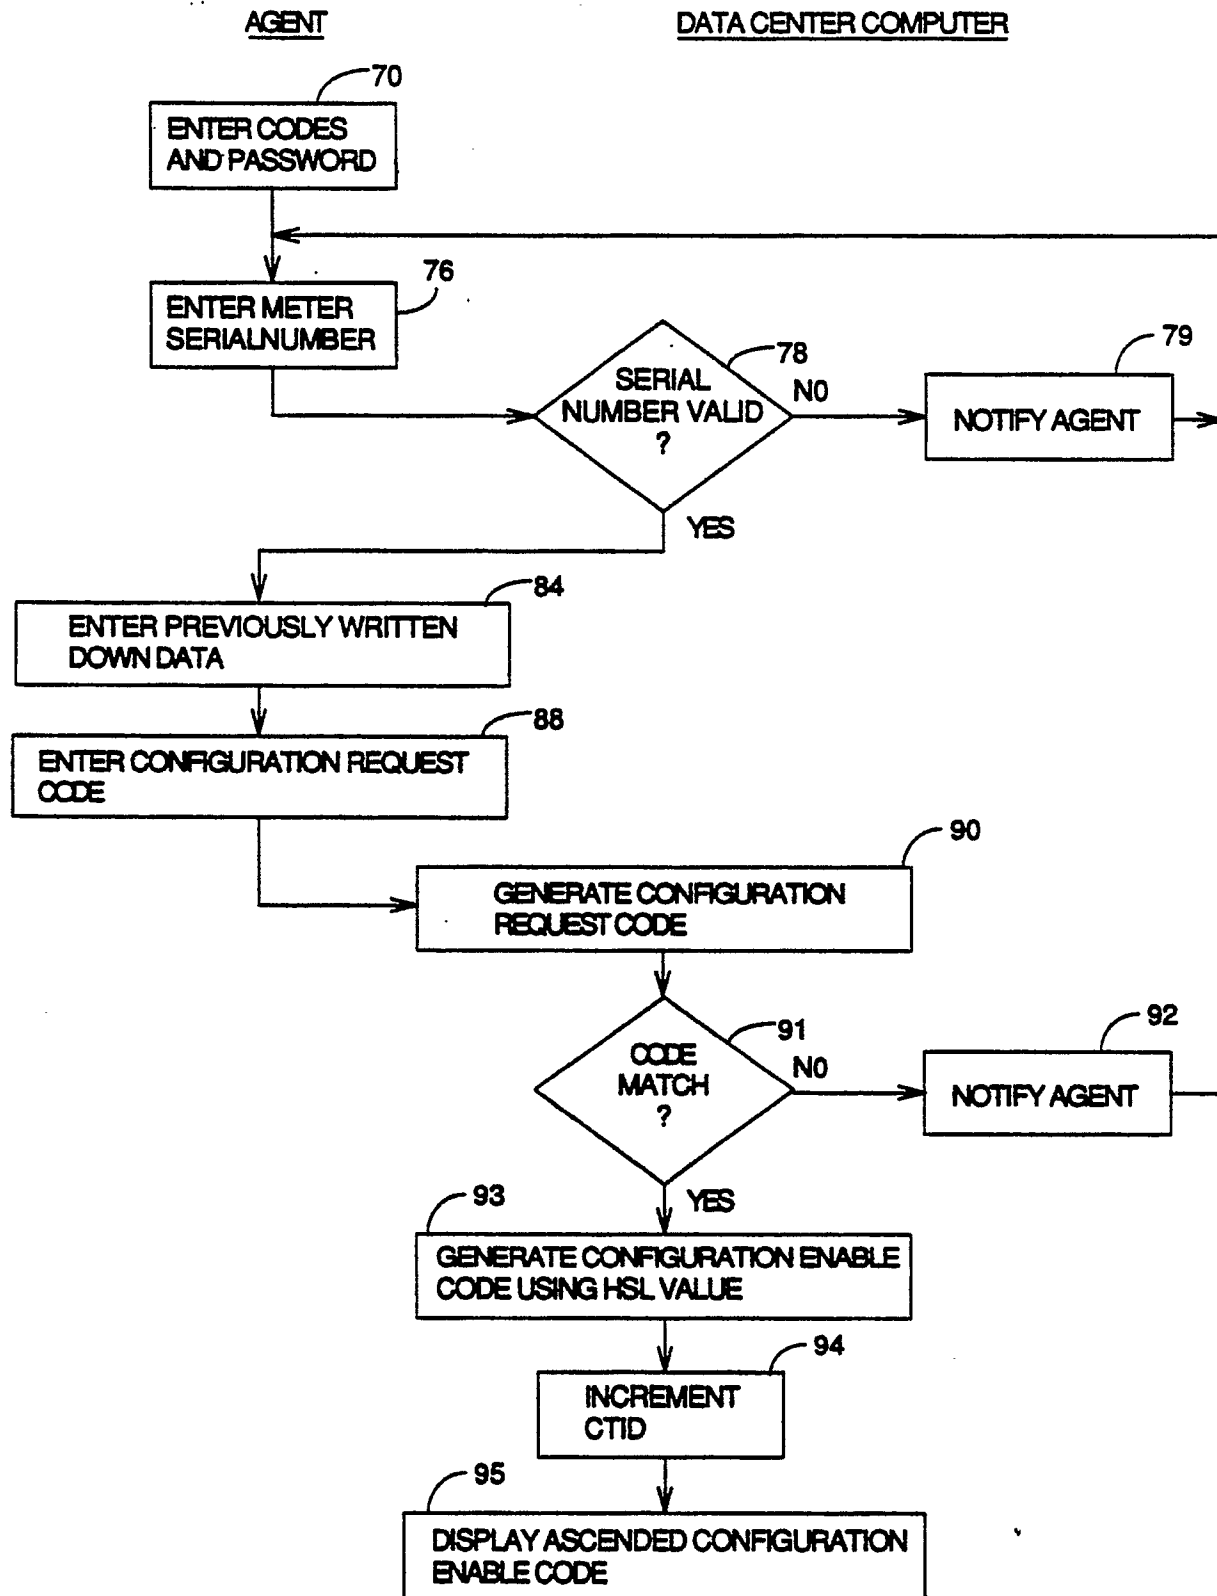 AGENT
DATA CENTER COMPUTER
70
ENTER CODES
AND PASSWORD
76
ENTER METER
SERIALNUMBER
78
SERIAL
NUMBER VALID
?
NO
79
NOTIFY AGENT
YES
84
ENTER PREVIOUSLY WRITTEN
DOWN DATA
88
ENTER CONFIGURATION REQUEST
CODE
90
GENERATE CONFIGURATION
REQUEST CODE
91
CODE
MATCH
?
NO
92
NOTIFY AGENT
YES
93
GENERATE CONFIGURATION ENABLE
CODE USING HSL VALUE
94
INCREMENT
CTID
95
DISPLAY ASCENDED CONFIGURATION
ENABLE CODE